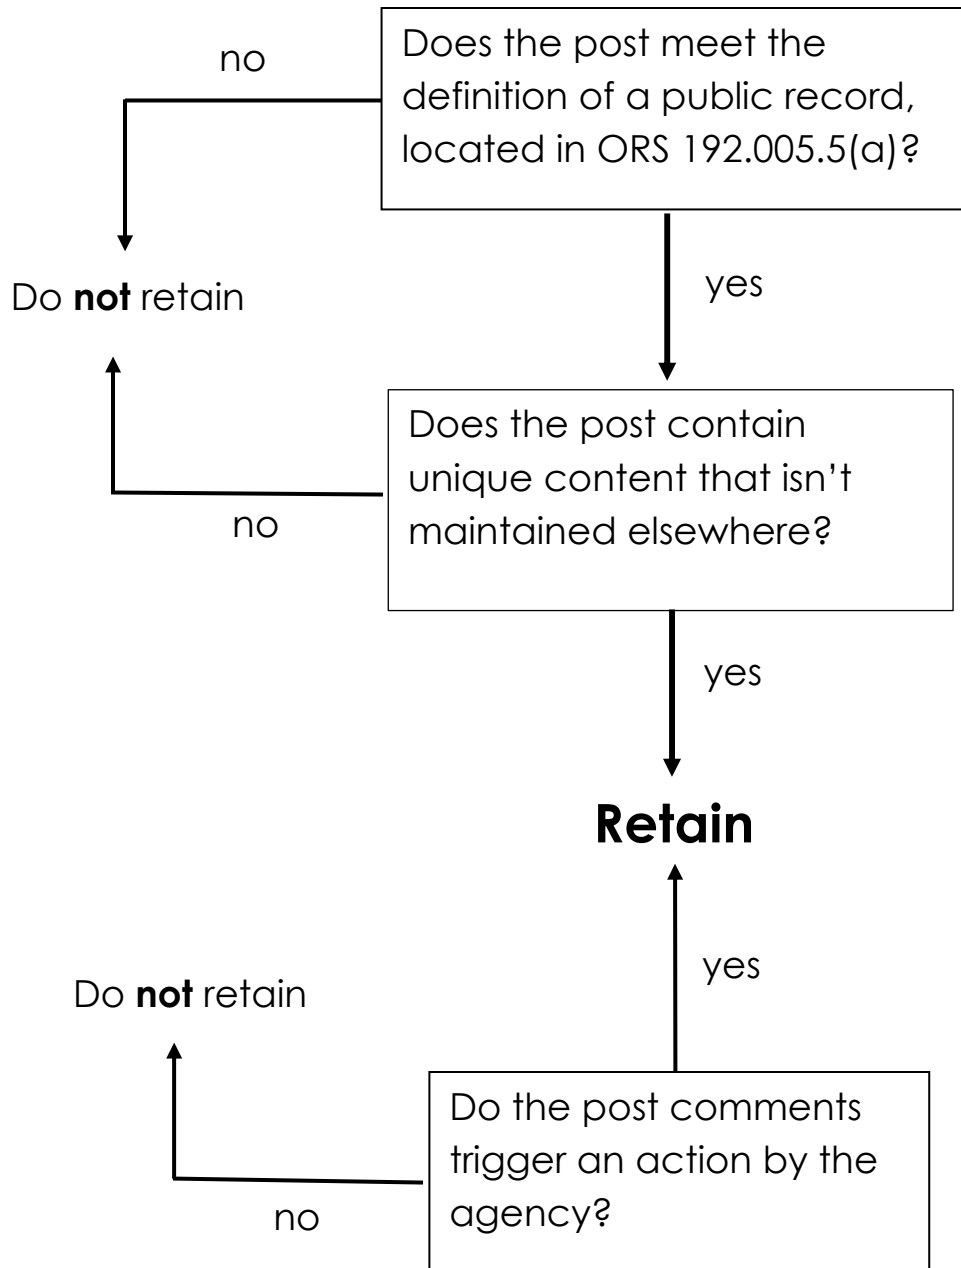 no
Does the post meet the
definition of a public record,
located in ORS 192.005.5(a)?
Do not retain
yes
Does the post contain
unique content that isn’t
maintained elsewhere?
no
yes
Retain
yes
Do not retain
Do the post comments
trigger an action by the
agency?
no